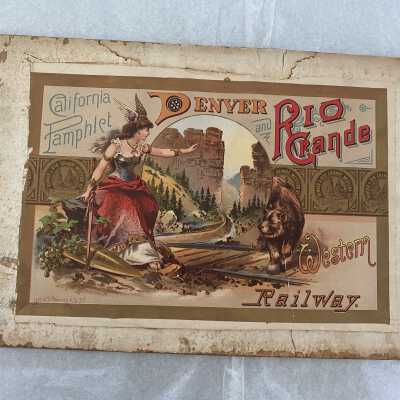 California
Pamphlet
Denver
and
Rio
Grande
Western
Railway.